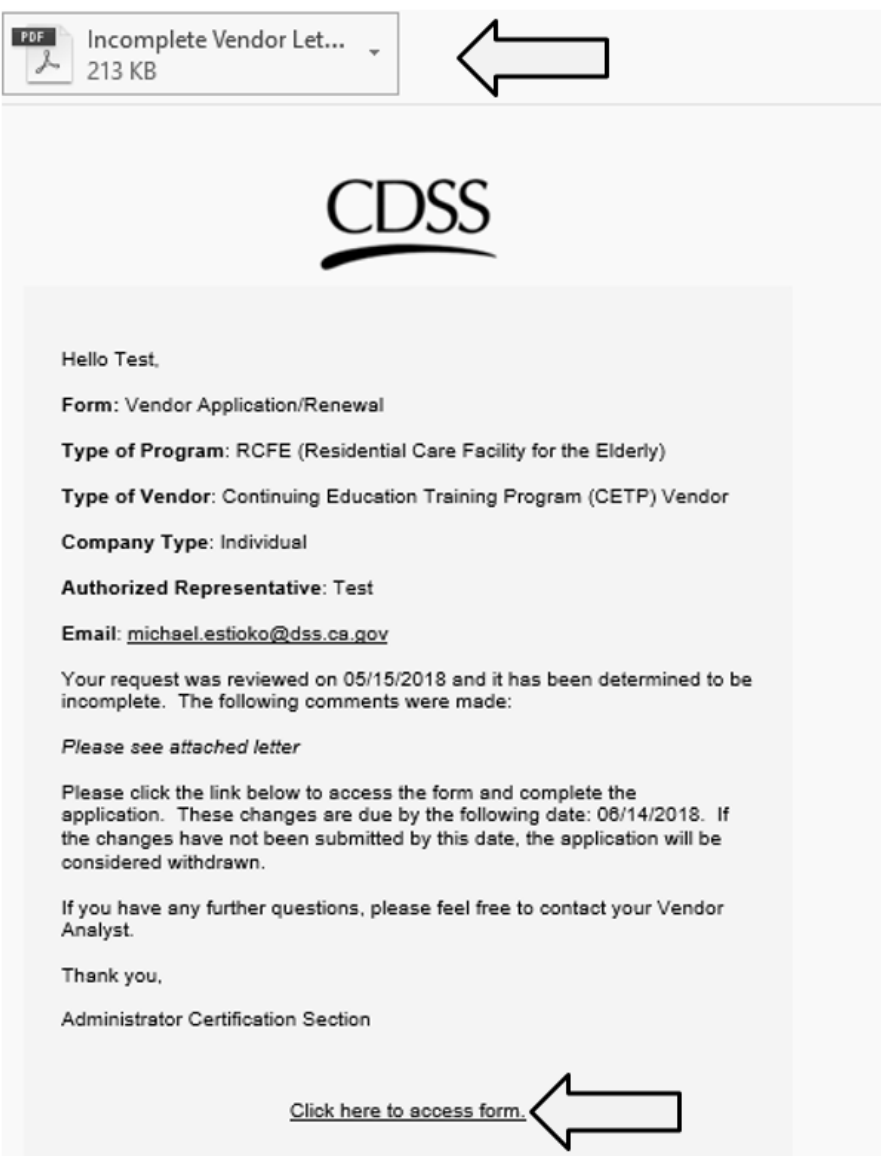 PDF
Incomplete Vendor Let...
213 KB
CDSS
Hello Test,
Form: Vendor Application/Renewal
Type of Program: RCFE (Residential Care Facility for the Elderly)
Type of Vendor: Continuing Education Training Program (CETP) Vendor
Company Type: Individual
Authorized Representative: Test
Email: michael.estioko@dss.ca.gov
Your request was reviewed on 05/15/2018 and it has been determined to be
incomplete.  The following comments were made:
Please see attached letter
Please click the link below to access the form and complete the
application.  These changes are due by the following date: 06/14/2018.  If
the changes have not been submitted by this date, the application will be
considered withdrawn.
If you have any further questions, please feel free to contact your Vendor
Analyst.
Thank you,
Administrator Certification Section
Click here to access form.